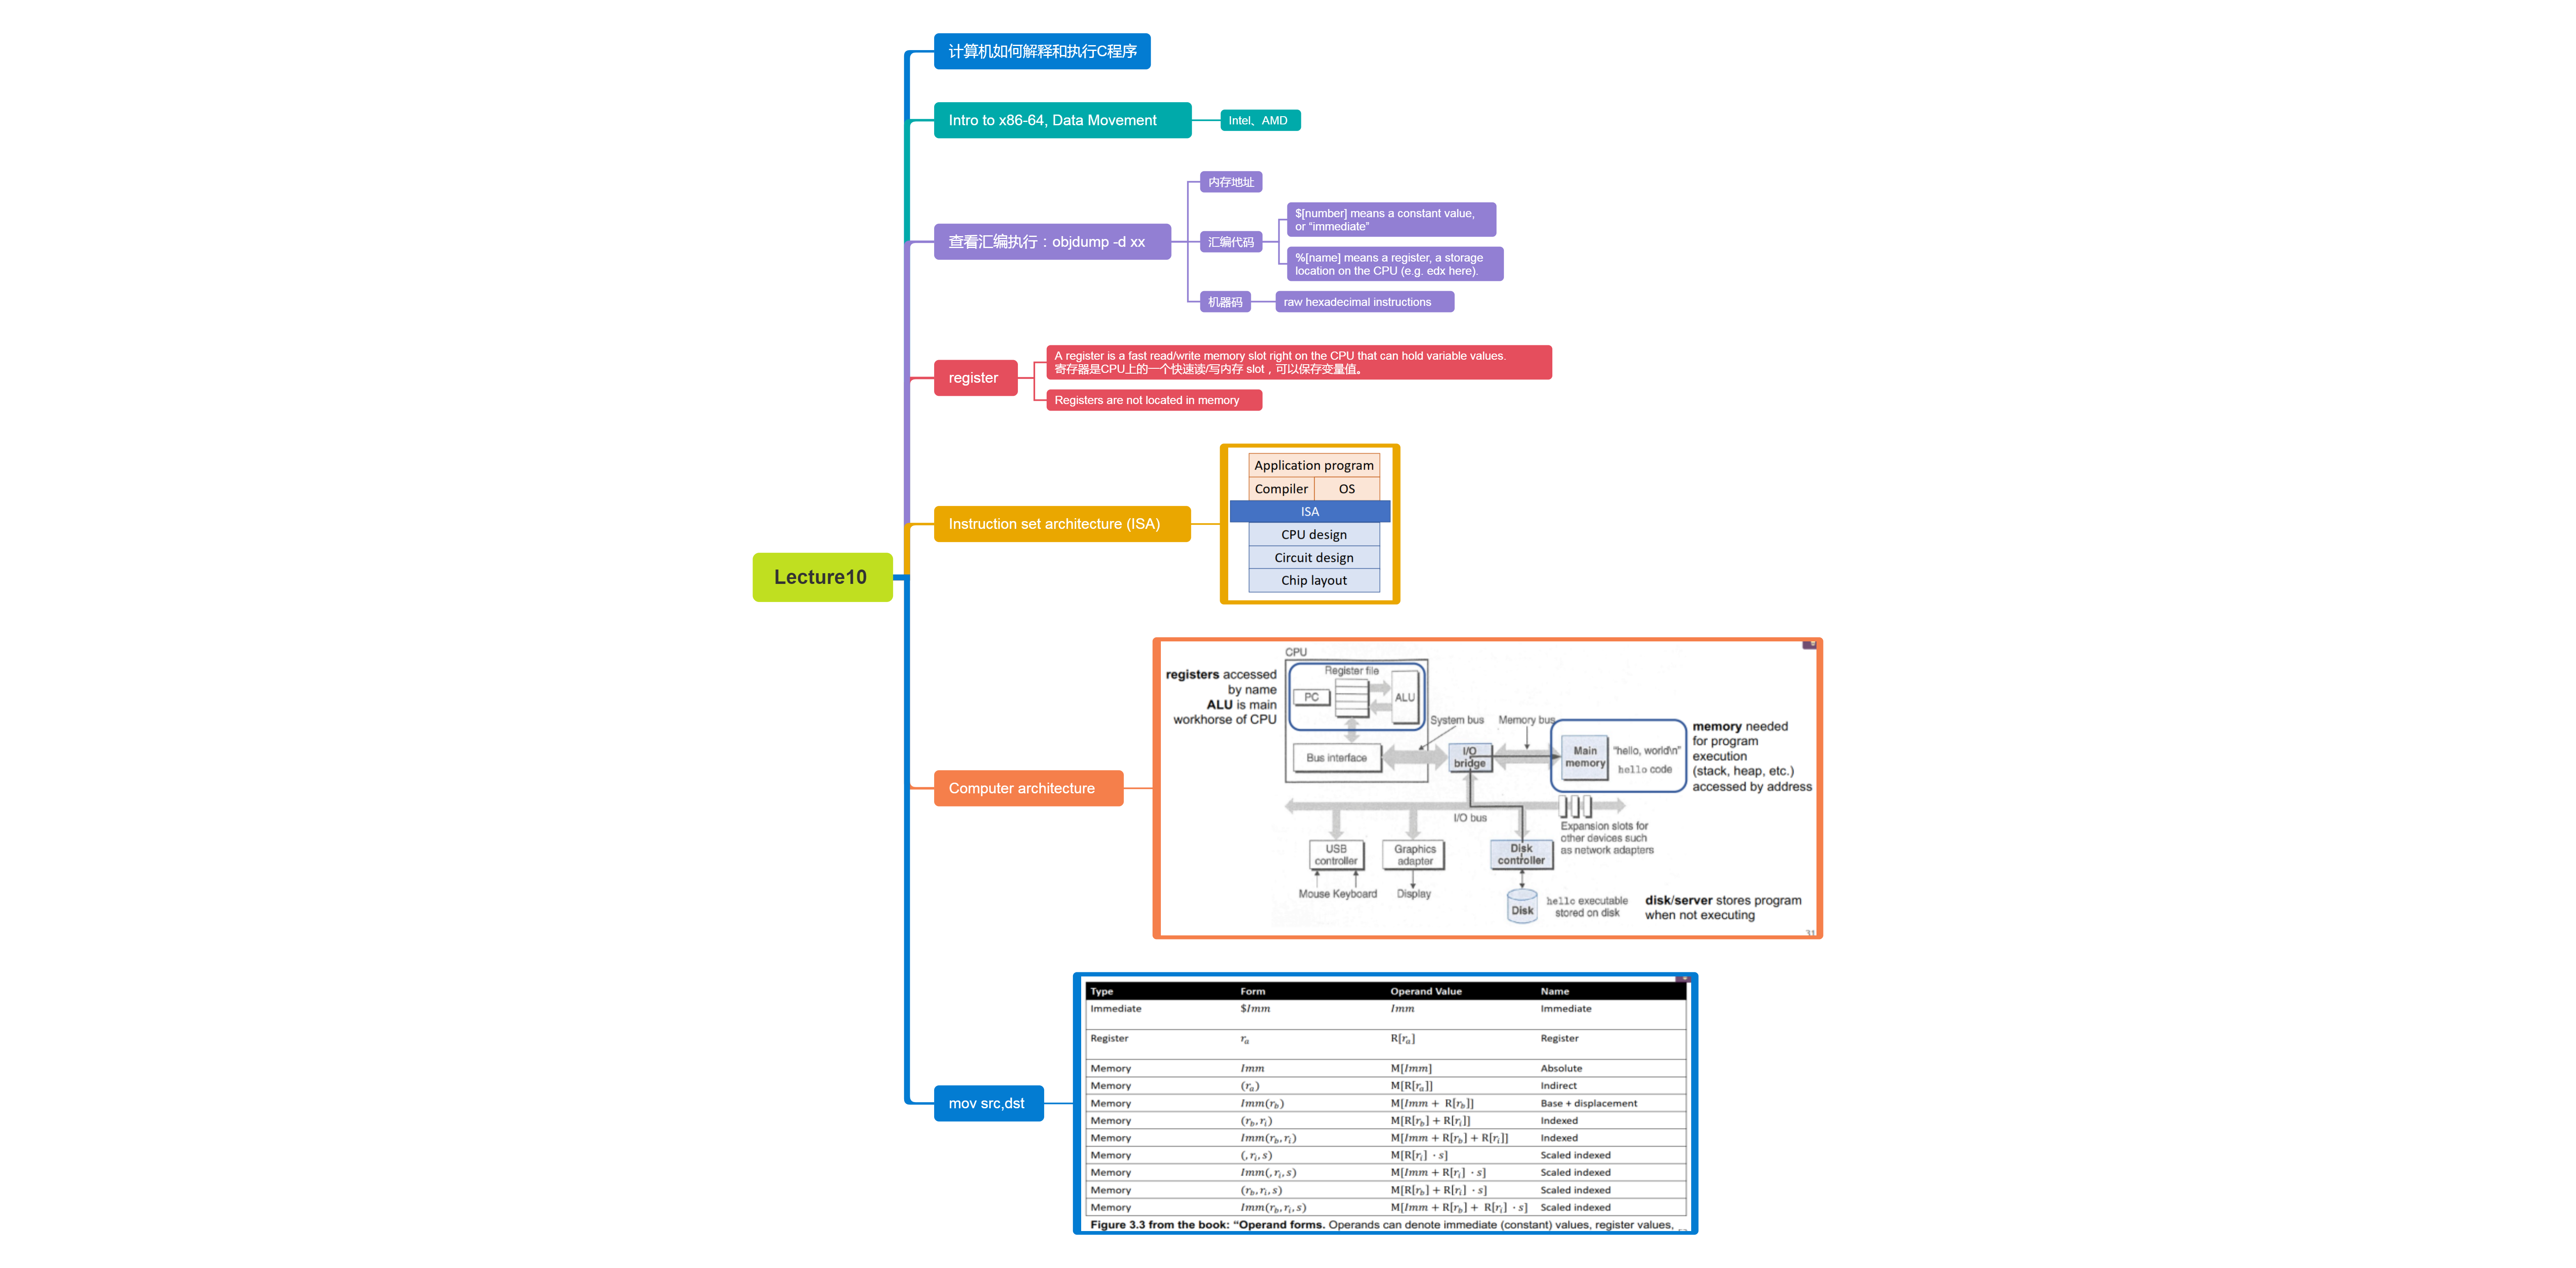 Lecture10
计算机如何解释和执行C程序
Intro to x86-64, Data Movement
Intel、AMD
查看汇编执行：objdump -d xx
内存地址
汇编代码
$[number] means a constant value,
or “immediate”
%[name] means a register, a storage
location on the CPU (e.g. edx here).
机器码
raw hexadecimal instructions
register
A register is a fast read/write memory slot right on the CPU that can hold variable values.
寄存器是CPU上的一个快速读/写内存 slot，可以保存变量值。
Registers are not located in memory
Instruction set architecture (ISA)
Application program
Compiler OS
ISA
CPU design
Circuit design
Chip layout
Computer architecture
registers accessed
by name
ALU is main
workhorse of CPU
CPU
Register file
PC
ALU
System bus
Memory bus
Bus interface
I/O
bridge
Main
memory
"hello, world\n"
hello code
memory needed
for program
execution
(stack, heap, etc.)
accessed by address
I/O bus
Expansion slots for
other devices such
as network adapters
USB
controller
Graphics
adapter
Disk
controller
Mouse Keyboard
Display
Disk
hello executable
stored on disk
disk/server stores program
when not executing
31
mov src,dst
Type Form Operand Value Name
Immediate $Imm Imm Immediate
Register rₐ R[rₐ] Register
Memory Imm M[Imm] Absolute
Memory (rₐ) M[R[rₐ]] Indirect
Memory Imm(r_b) M[Imm + R[r_b]] Base + displacement
Memory (r_b, r_i) M[R[r_b] + R[r_i]] Indexed
Memory Imm(r_b, r_i) M[Imm + R[r_b] + R[r_i]] Indexed
Memory (, r_i, s) M[R[r_i] · s] Scaled indexed
Memory Imm(, r_i, s) M[Imm + R[r_i] · s] Scaled indexed
Memory (r_b, r_i, s) M[R[r_b] + R[r_i] · s] Scaled indexed
Memory Imm(r_b, r_i, s) M[Imm + R[r_b] + R[r_i] · s] Scaled indexed
Figure 3.3 from the book: “Operand forms. Operands can denote immediate (constant) values, register values,